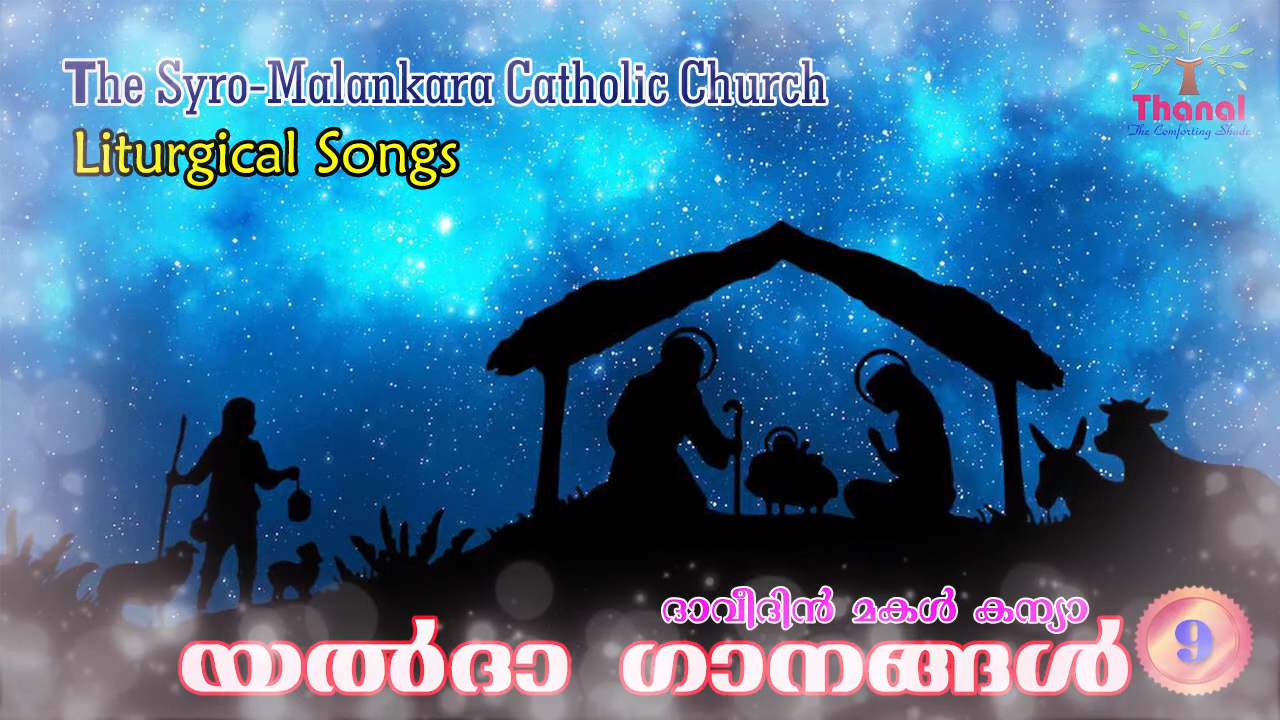 The Syro-Malankara Catholic Church
Liturgical Songs
Thanal
The Comforting Shade
ദാവീദിൻ മകൾ കന്യാ
യൽദാ ഗാനങ്ങൾ
9